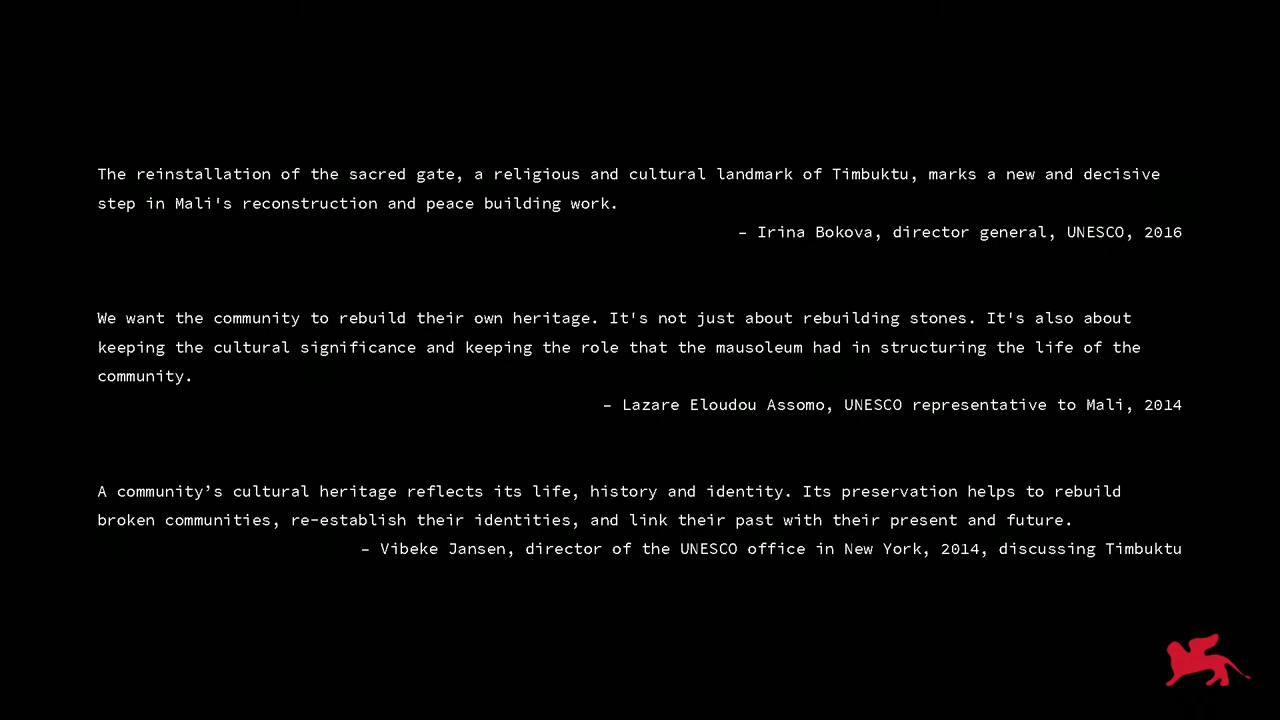 The reinstallation of the sacred gate, a religious and cultural landmark of Timbuktu, marks a new and decisive
step in Mali's reconstruction and peace building work.
– Irina Bokova, director general, UNESCO, 2016
We want the community to rebuild their own heritage. It's not just about rebuilding stones. It's also about
keeping the cultural significance and keeping the role that the mausoleum had in structuring the life of the
community.
– Lazare Eloudou Assomo, UNESCO representative to Mali, 2014
A community’s cultural heritage reflects its life, history and identity. Its preservation helps to rebuild
broken communities, re-establish their identities, and link their past with their present and future.
– Vibeke Jansen, director of the UNESCO office in New York, 2014, discussing Timbuktu